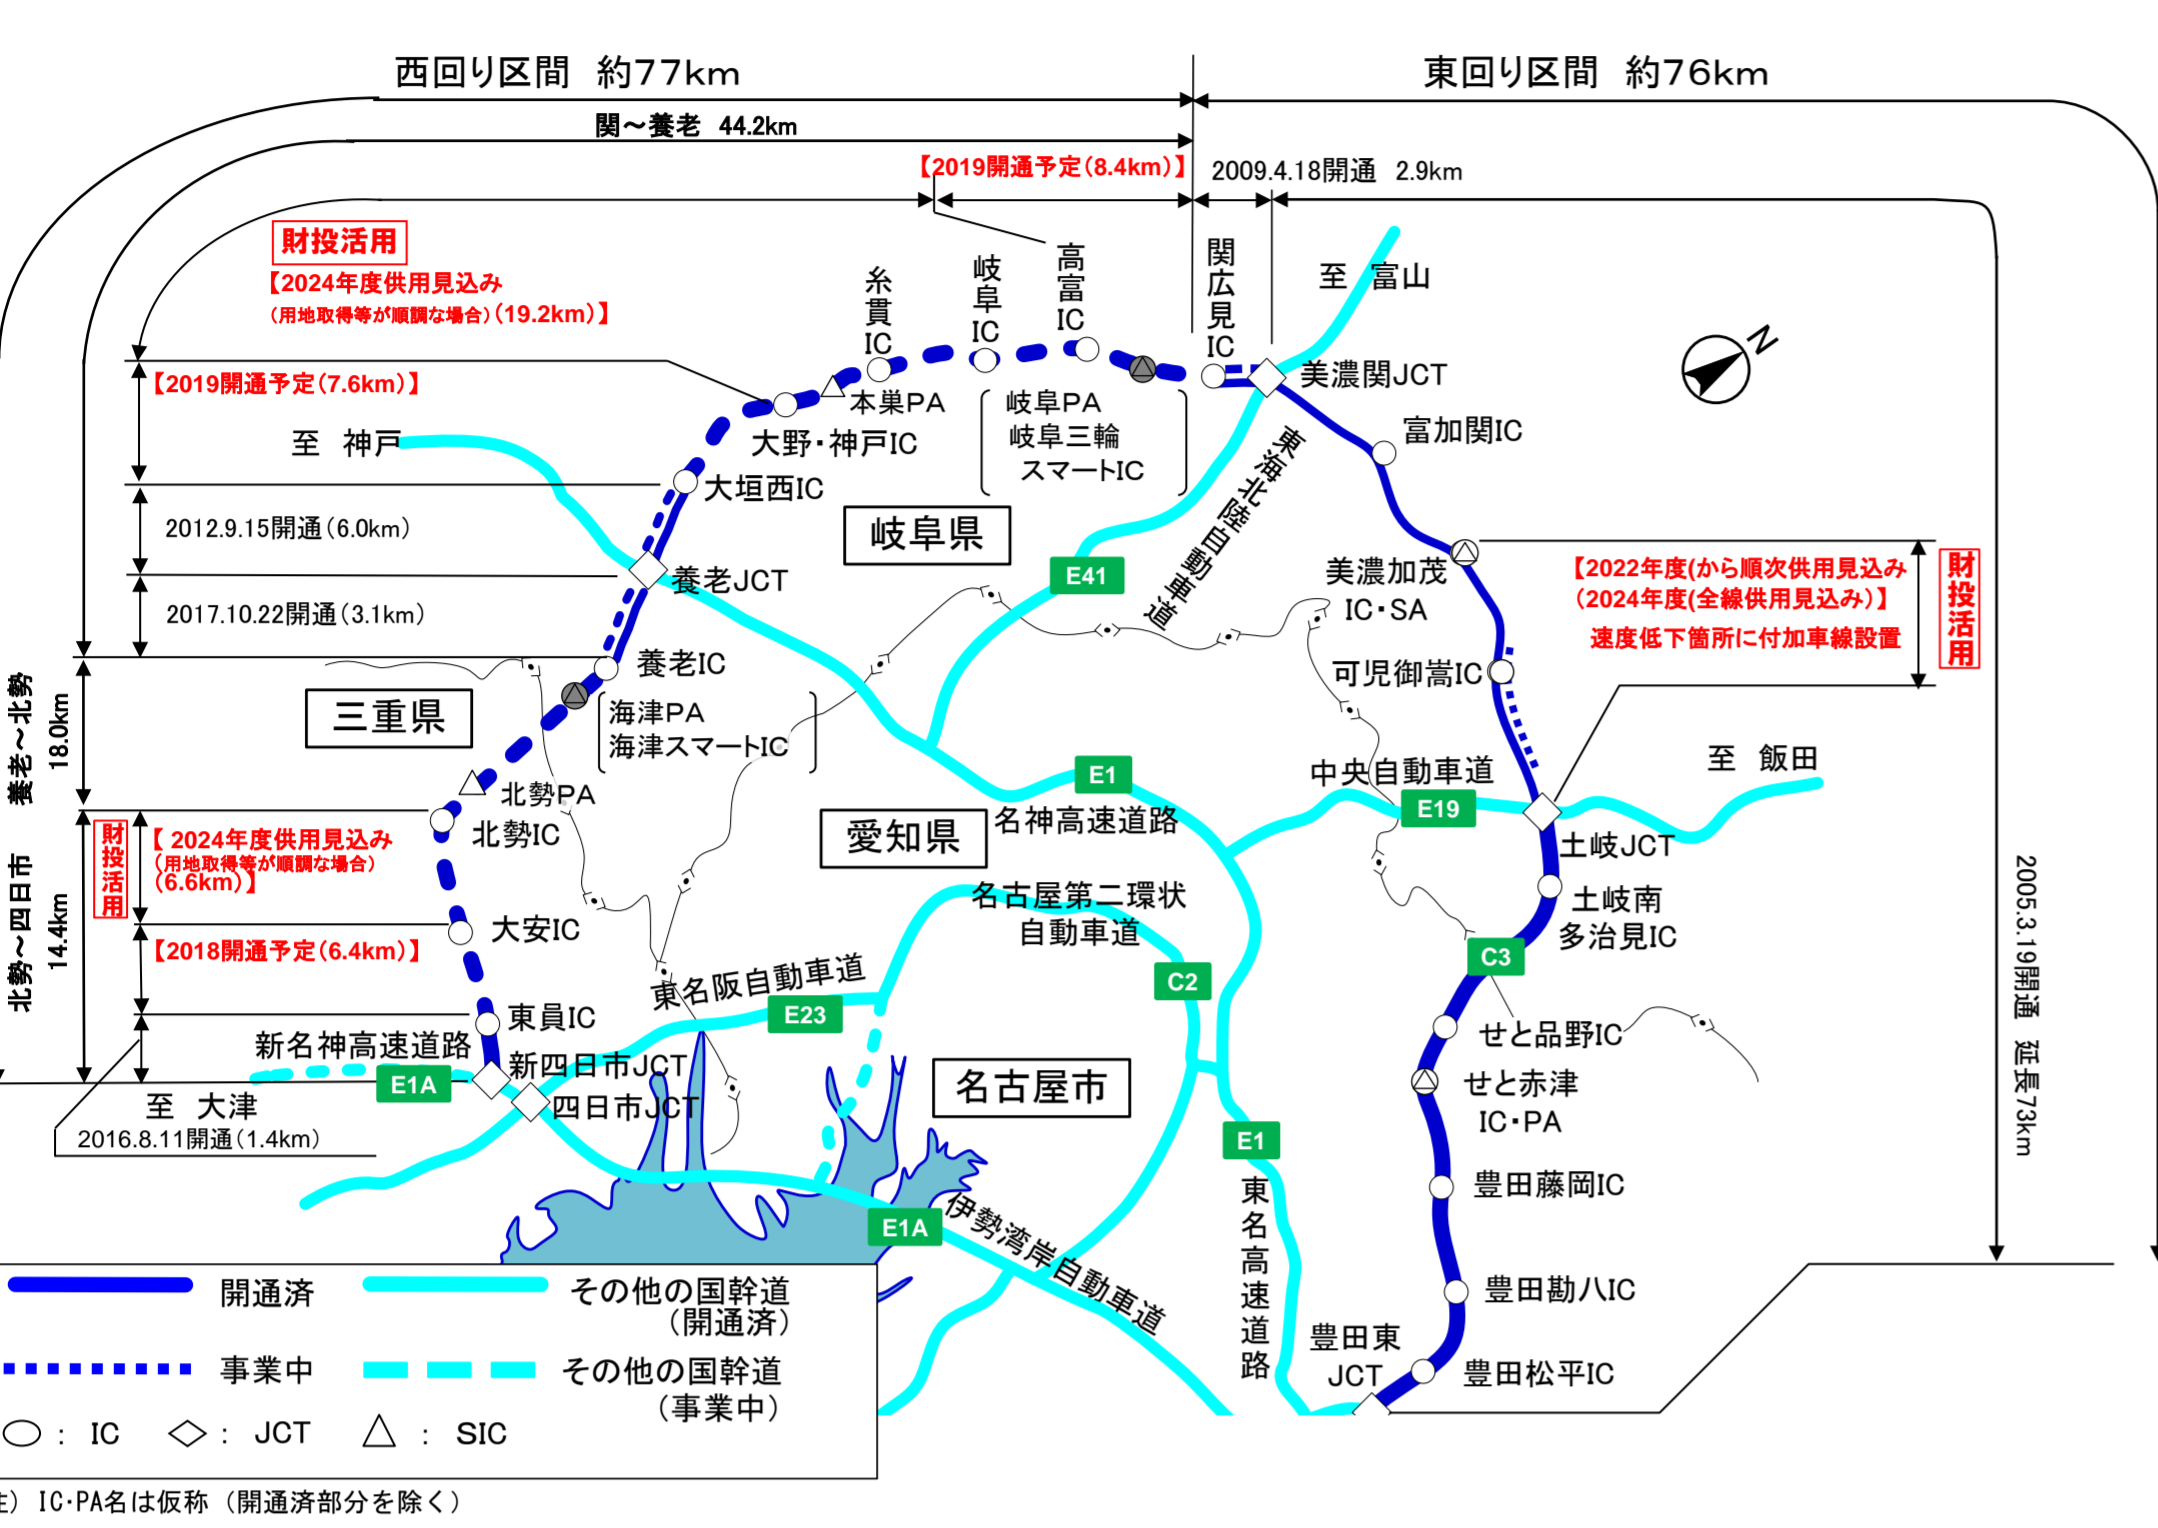 西回り区間　約77km
東回り区間　約76km
関～養老　44.2km
【2019開通予定（8.4km）】
2009.4.18開通　2.9km
財投活用
【2024年度供用見込み
（用地取得等が順調な場合）（19.2km）】
糸貫IC
岐阜IC
高富IC
関広見IC
至　富山
N
【2019開通予定（7.6km）】
本巣PA
岐阜PA
岐阜三輪
スマートIC
美濃関JCT
富加関IC
至　神戸
大野・神戸IC
大垣西IC
東海北陸自動車道
2012.9.15開通（6.0km）
岐阜県
E41
養老JCT
美濃加茂
IC・SA
【2022年度(から順次供用見込み
（2024年度(全線供用見込み）】
速度低下箇所に付加車線設置
財投活用
2017.10.22開通（3.1km）
養老IC
可児御嵩IC
養老～北勢
18.0km
三重県
海津PA
海津スマートIC
E1
名神高速道路
中央自動車道
E19
至　飯田
北勢PA
北勢IC
愛知県
土岐JCT
財投活用
【 2024年度供用見込み
（用地取得等が順調な場合）
（6.6km）】
北勢～四日市
14.4km
名古屋第二環状
自動車道
土岐南
多治見IC
大安IC
【2018開通予定（6.4km）】
C3
C2
東名阪自動車道
E23
東員IC
せと品野IC
新名神高速道路
新四日市JCT
E1A
名古屋市
せと赤津
IC・PA
至　大津
四日市JCT
2016.8.11開通（1.4km）
E1
2005.3.19開通　延長73km
豊田藤岡IC
東名高速道路
E1A
伊勢湾岸自動車道
豊田勘八IC
豊田東
JCT
豊田松平IC
開通済
その他の国幹道
（開通済）
事業中
その他の国幹道
（事業中）
：　IC
：　JCT
：　SIC
注） IC・PA名は仮称（開通済部分を除く）